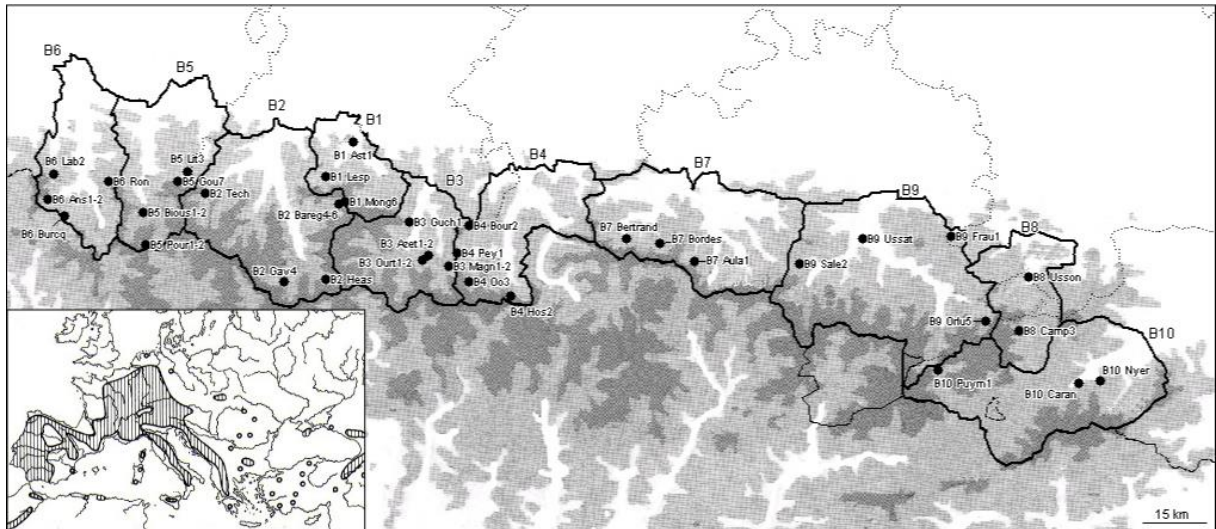 B6
B5
B2
B1
B3
B4
B7
B9
B8
B10
B6 Lab2
B6 Ron
B6 Ans1-2
B6 Burcq
B5 Lit3
B5 Gou7
B5 Bious1-2
B5 Pour1-2
B2 Tech
B2 Bareg4-6
B2 Gav4
B2 Heas
B1 Ast1
B1 Lesp
B1 Mong6
B3 Guch1
B3 Azet1-2
B3 Ourt1-2
B3 Magn1-2
B4 Bour2
B4 Pey1
B4 Oo3
B4 Hos2
B7 Bertrand
B7 Bordes
B7 Aula1
B9 Ussat
B9 Sale2
B9 Frau1
B9 Orlu5
B8 Usson
B8 Camp3
B10 Puym1
B10 Caran
B10 Nyer
15 km